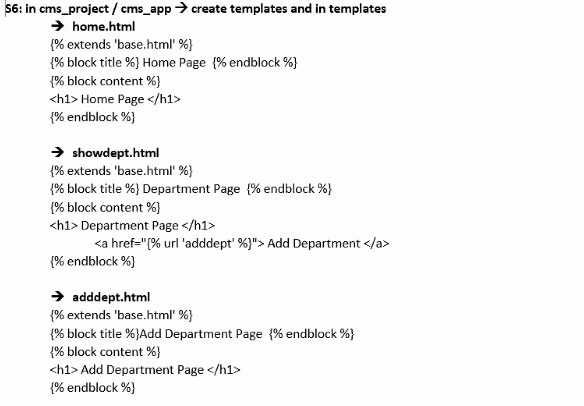 S6: in cms_project / cms_app → create templates and in templates
→ home.html
{% extends 'base.html' %}
{% block title %} Home Page {% endblock %}
{% block content %}
<h1> Home Page </h1>
{% endblock %}
→ showdept.html
{% extends 'base.html' %}
{% block title %} Department Page {% endblock %}
{% block content %}
<h1> Department Page </h1>
<a href="{% url 'adddept' %}"> Add Department </a>
{% endblock %}
→ adddept.html
{% extends 'base.html' %}
{% block title %}Add Department Page {% endblock %}
{% block content %}
<h1> Add Department Page </h1>
{% endblock %}